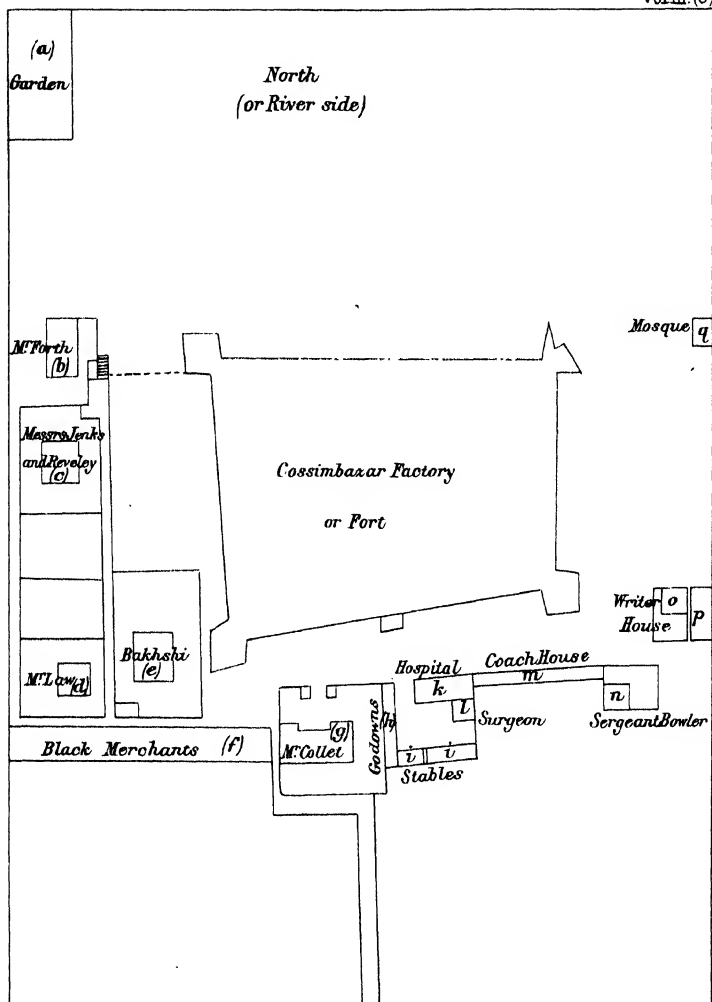 (a)
Garden
North
(or River side)
Mosque q
Mr. Forth
(b)
Messrs Jenks
and Reveley
(c)
Cossimbazar Factory
or Fort
Writer o
House p
Bakhshi
(e)
Mr. Law (d)
Hospital
k
Coach House
m
l
Surgeon
n
Sergeant Bowler
Black Merchants (f)
(g)
Mr. Collet
Godowns (h)
i i
Stables